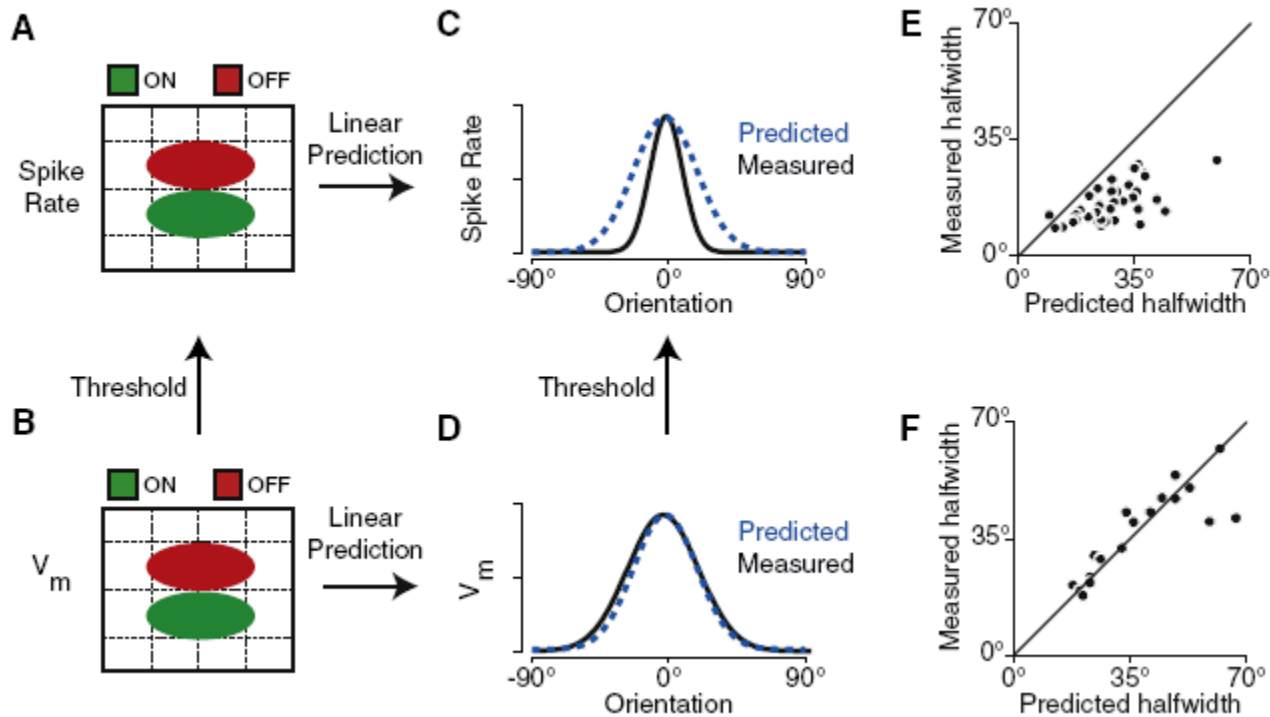 A
ON OFF
Spike
Rate
Linear
Prediction
C
Spike Rate
Predicted
Measured
-90° 0° 90°
Orientation
E
Measured halfwidth
70°
35°
0°
0° 35° 70°
Predicted halfwidth
Threshold
Threshold
B
ON OFF
Vm
Linear
Prediction
D
Vm
Predicted
Measured
-90° 0° 90°
Orientation
F
Measured halfwidth
70°
35°
0°
0° 35° 70°
Predicted halfwidth